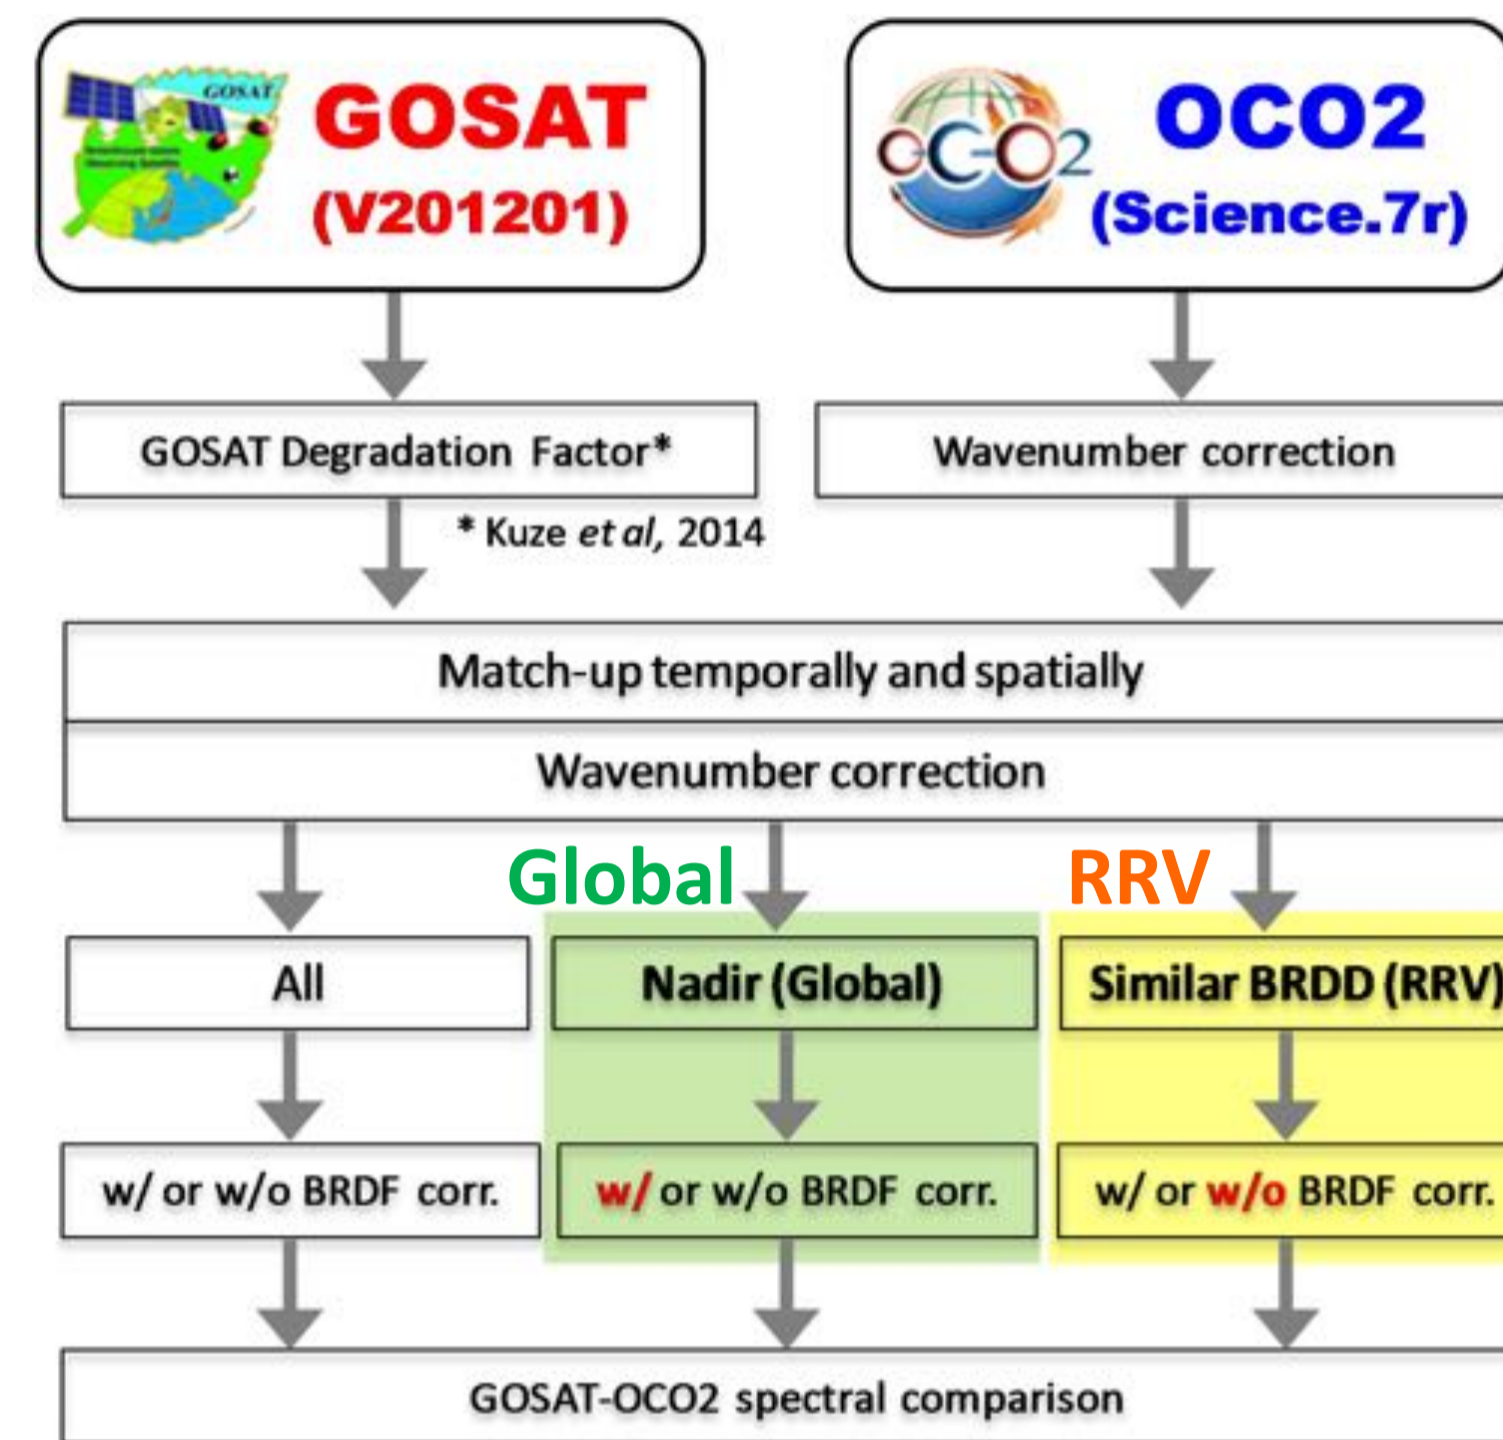 GOSAT
GOSAT
(V201201)
OCO2
OCO2
(Science.7r)
GOSAT Degradation Factor*
Wavenumber correction
* Kuze et al, 2014
Match-up temporally and spatially
Wavenumber correction
Global
RRV
All
Nadir (Global)
Similar BRDD (RRV)
w/ or w/o BRDF corr.
w/ or w/o BRDF corr.
w/ or w/o BRDF corr.
GOSAT-OCO2 spectral comparison